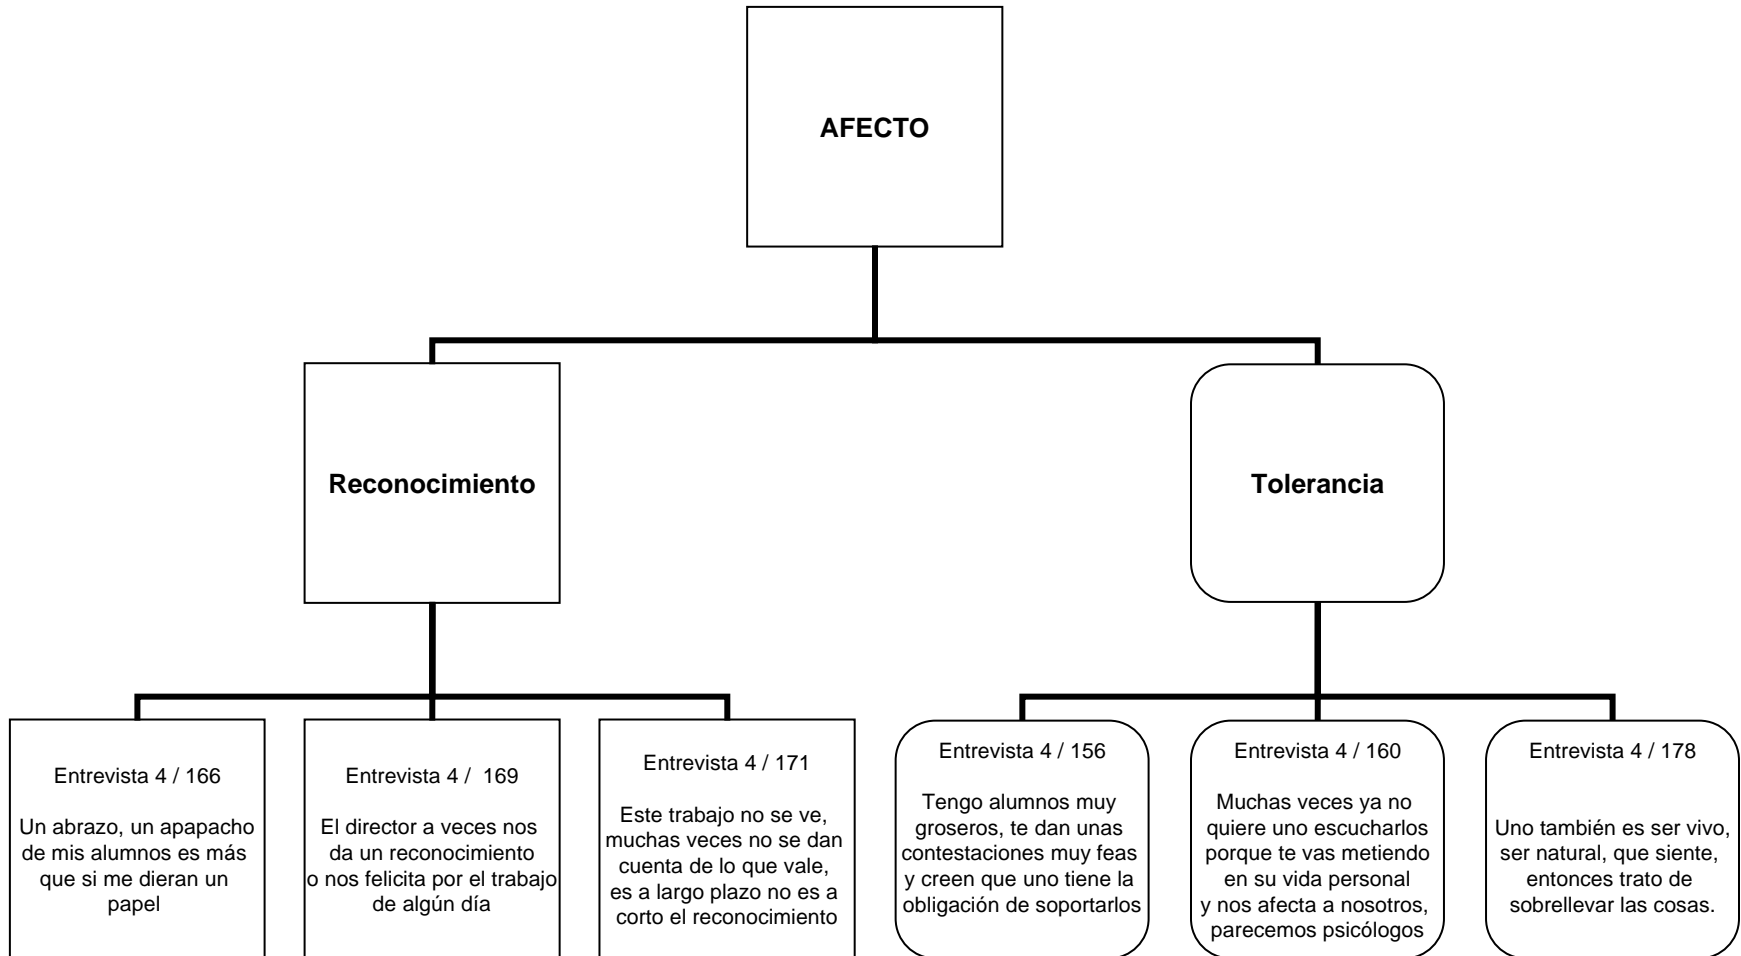 AFECTO
Reconocimiento
Tolerancia
Entrevista 4 / 166
Un abrazo, un apapacho
de mis alumnos es más
que si me dieran un
papel
Entrevista 4 /  169
El director a veces nos
da un reconocimiento
o nos felicita por el trabajo
de algún día
Entrevista 4 / 171
Este trabajo no se ve,
muchas veces no se dan
cuenta de lo que vale,
es a largo plazo no es a
corto el reconocimiento
Entrevista 4 / 156
Tengo alumnos muy
groseros, te dan unas
contestaciones muy feas
y creen que uno tiene la
obligación de soportarlos
Entrevista 4 / 160
Muchas veces ya no
quiere uno escucharlos
porque te vas metiendo
en su vida personal
y nos afecta a nosotros,
parecemos psicólogos
Entrevista 4 / 178
Uno también es ser vivo,
ser natural, que siente,
entonces trato de
sobrellevar las cosas.